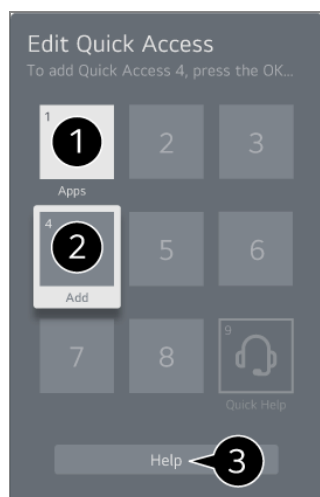 Edit Quick Access
To add Quick Access 4, press the OK...
1
1
2
3
Apps
4
2
5
6
Add
7
8
9
Quick Help
Help
3